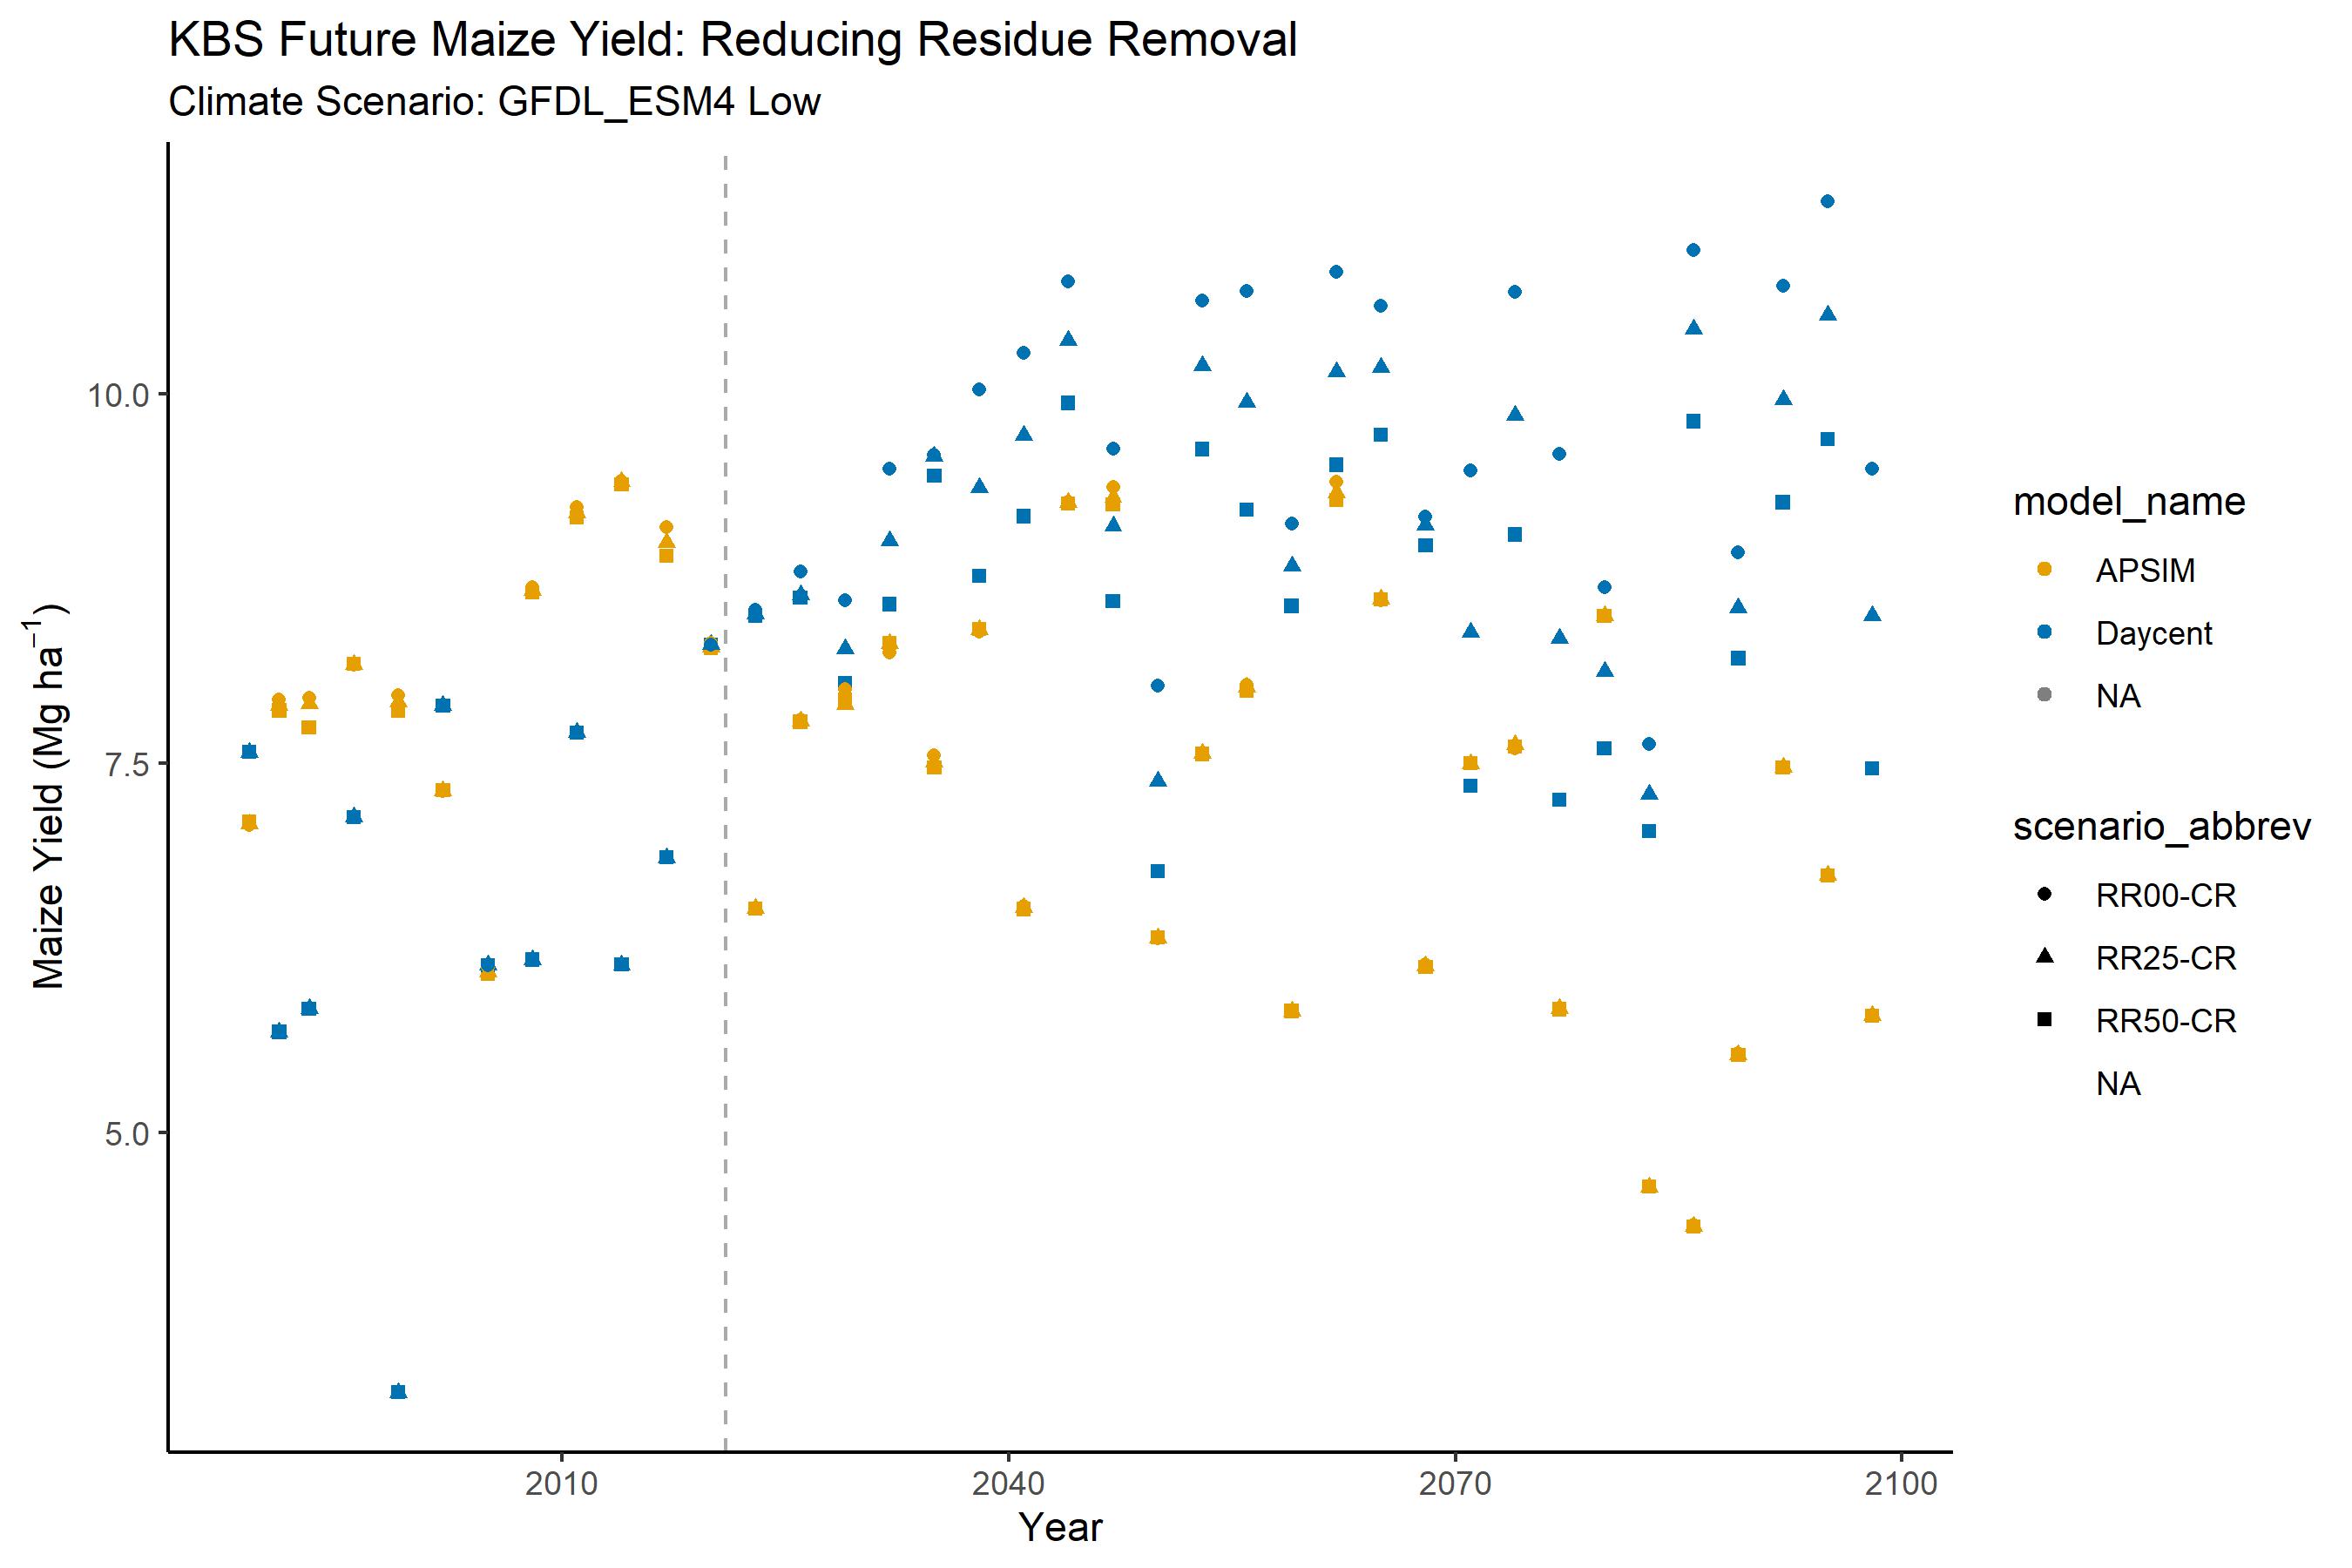 KBS Future Maize Yield: Reducing Residue Removal
Climate Scenario: GFDL_ESM4 Low
Maize Yield (Mg ha⁻¹)
10.0
7.5
5.0
2010
2040
2070
2100
Year
model_name
APSIM
Daycent
NA
scenario_abbrev
RR00-CR
RR25-CR
RR50-CR
NA